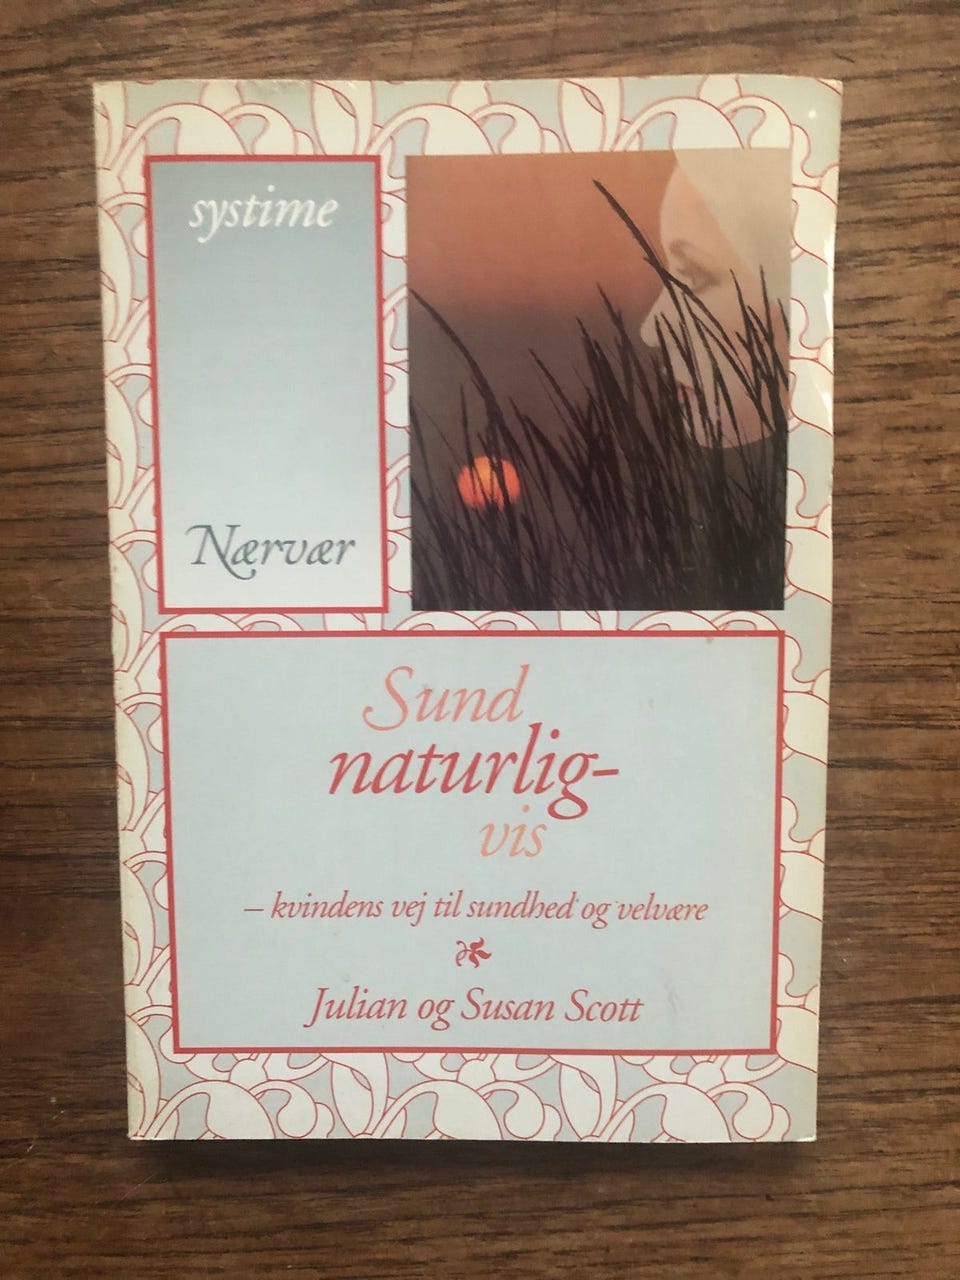 systime
Nærvær
Sund
naturlig-
vis
– kvindens vej til sundhed og velvære
Julian og Susan Scott